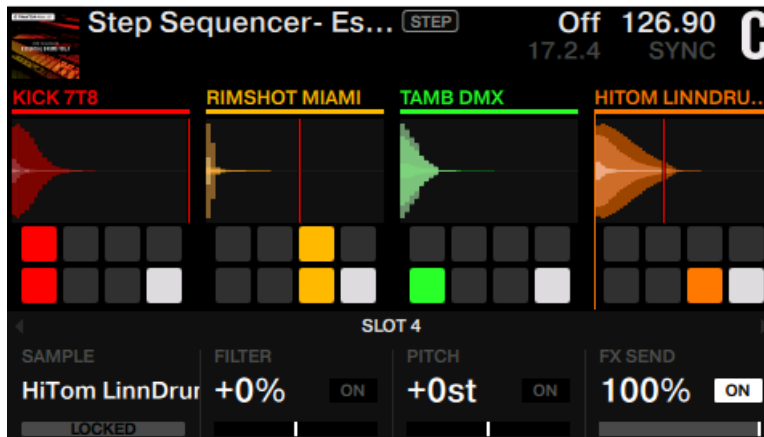 Step Sequencer- Es... STEP Off 126.90 C
17.2.4 SYNC
KICK 7T8 RIMSHOT MIAMI TAMB DMX HITOM LINNDRU..
SLOT 4
SAMPLE FILTER PITCH FX SEND
HiTom LinnDrur +0% ON +0st ON 100% ON
LOCKED